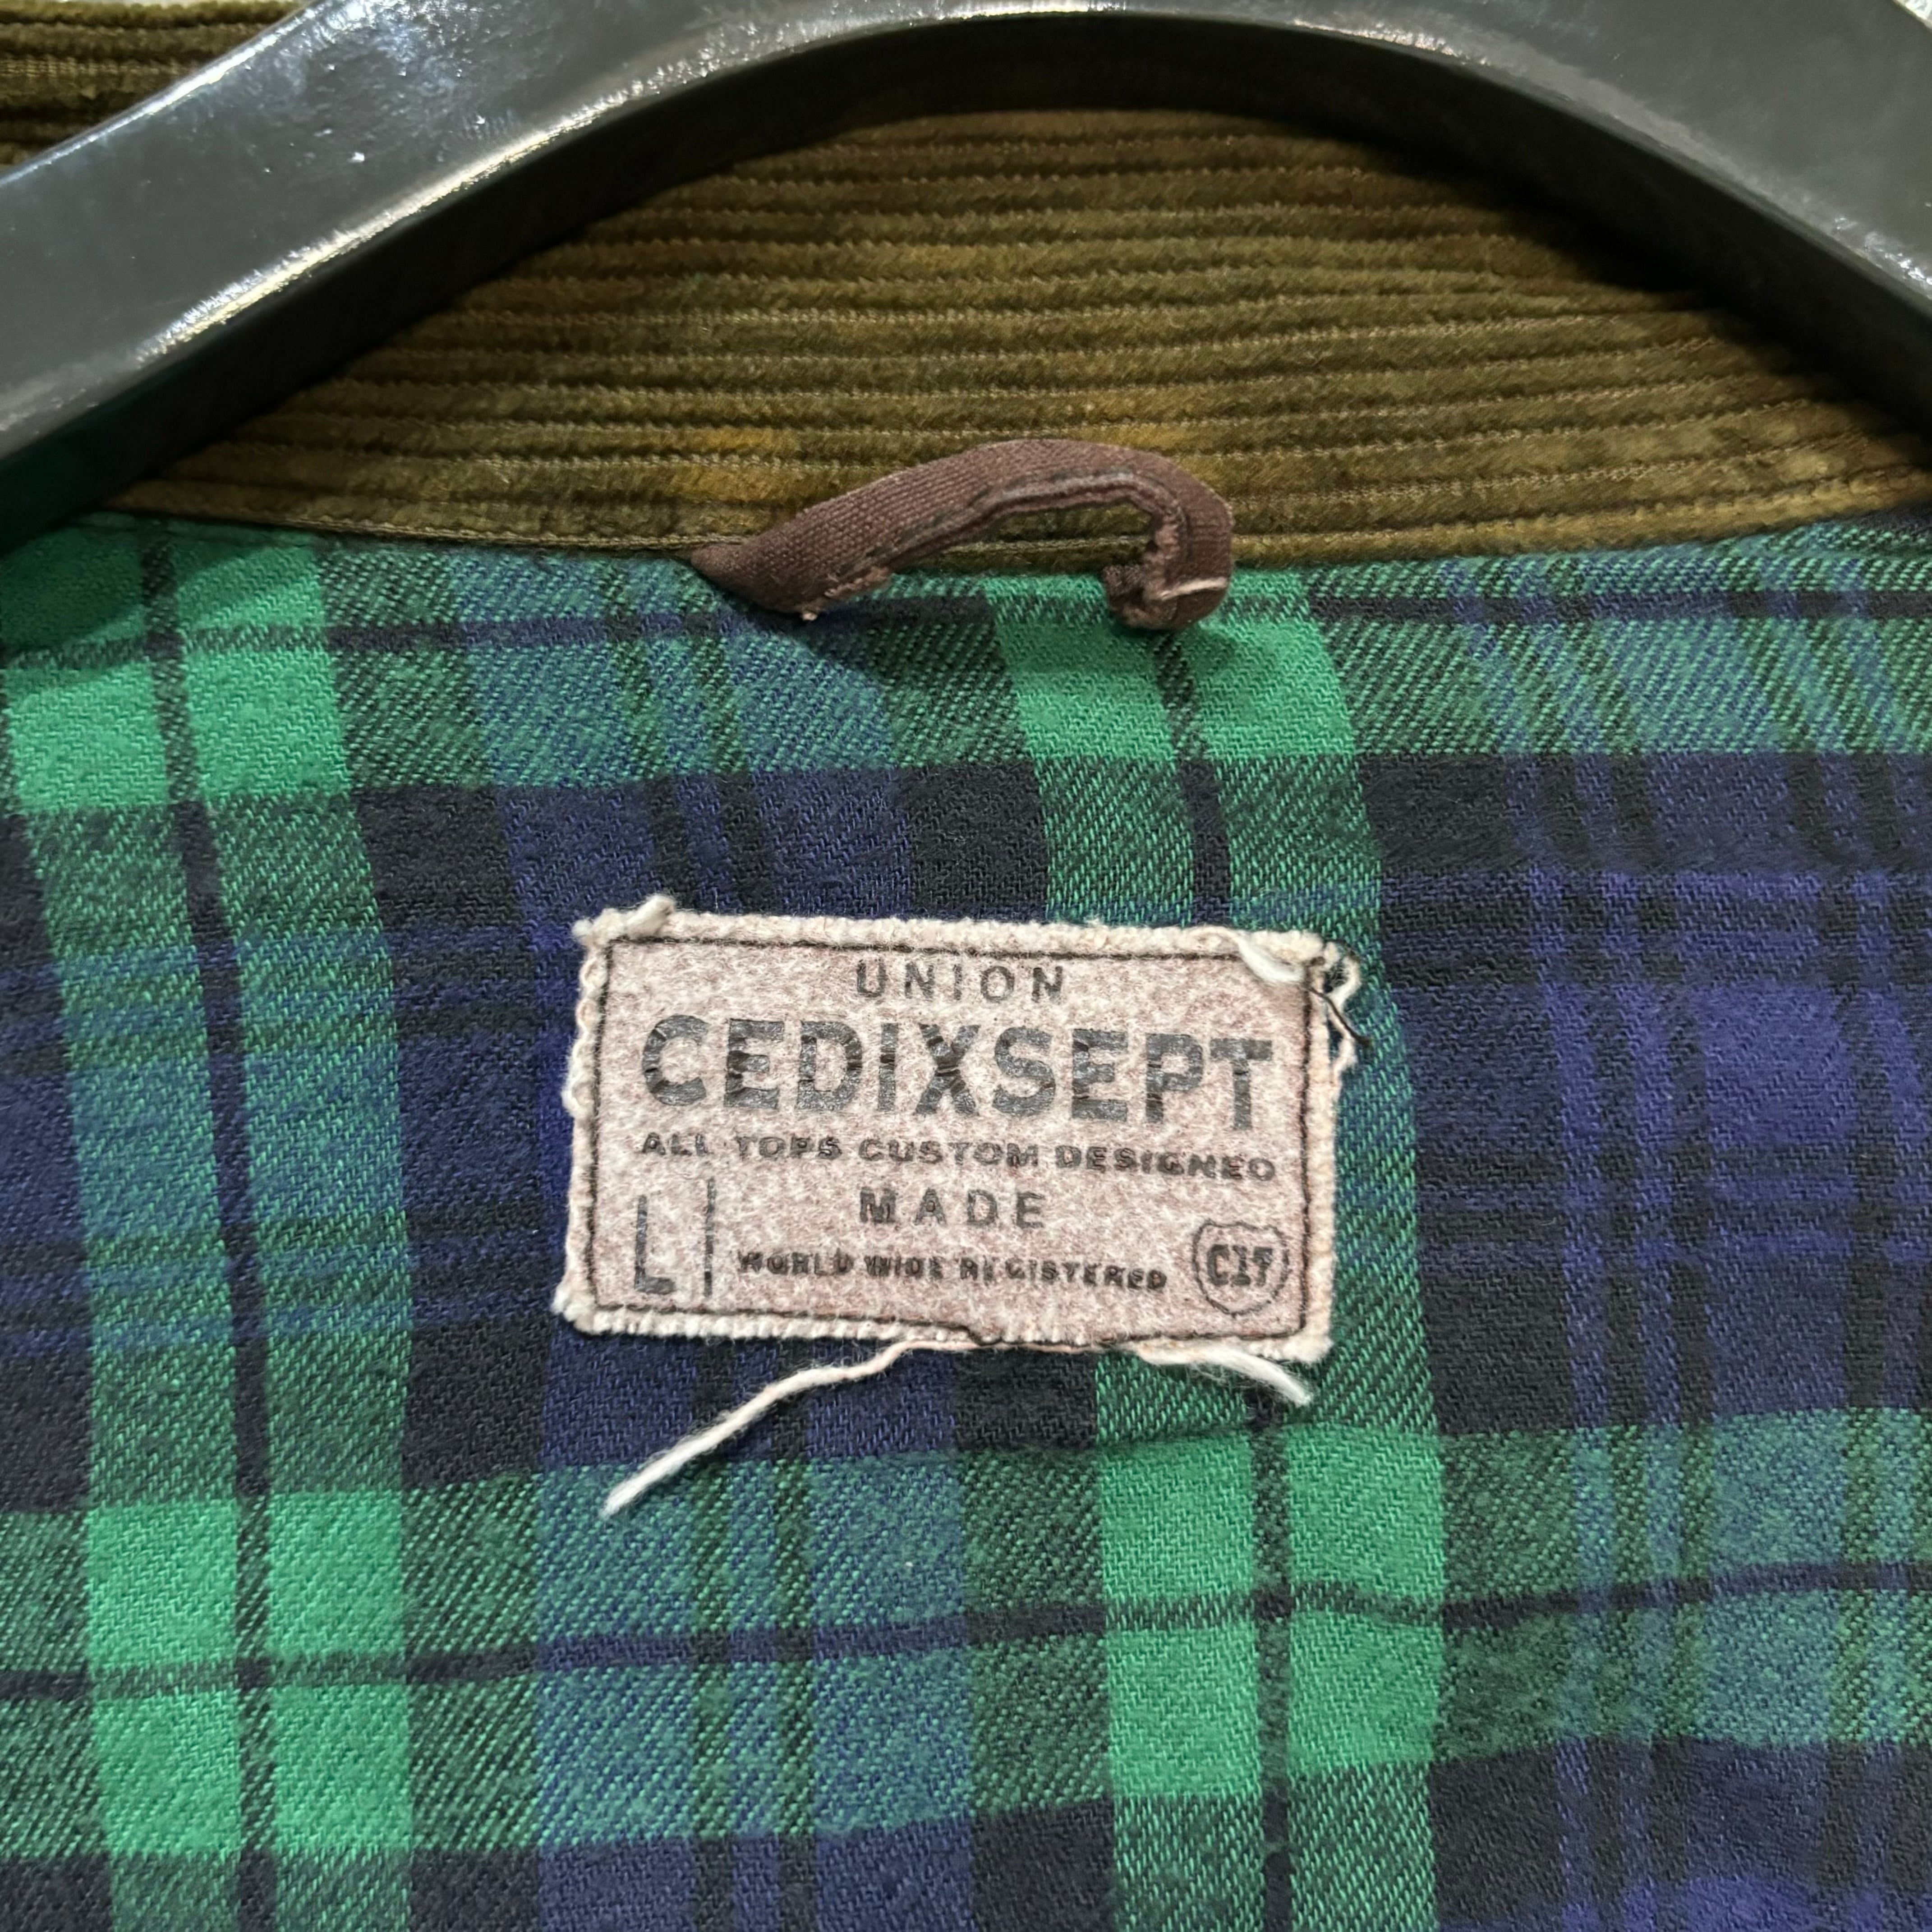 UNION
CEDIXSEPT
ALL TOPS CUSTOM DESIGNED
MADE
L
WORLD WIDE REGISTERED
C17